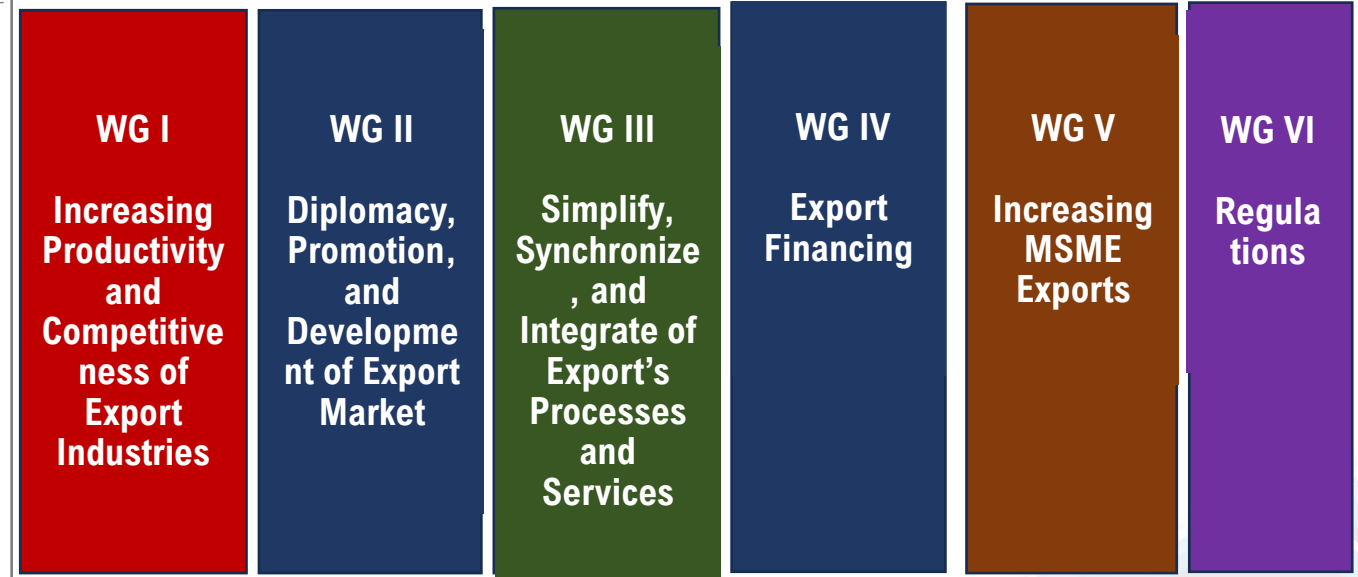 WG I
Increasing
Productivity
and
Competitive
ness of
Export
Industries
WG II
Diplomacy,
Promotion,
and
Developme
nt of Export
Market
WG III
Simplify,
Synchronize
, and
Integrate of
Export's
Processes
and
Services
WG IV
Export
Financing
WG V
Increasing
MSME
Exports
WG VI
Regula
tions